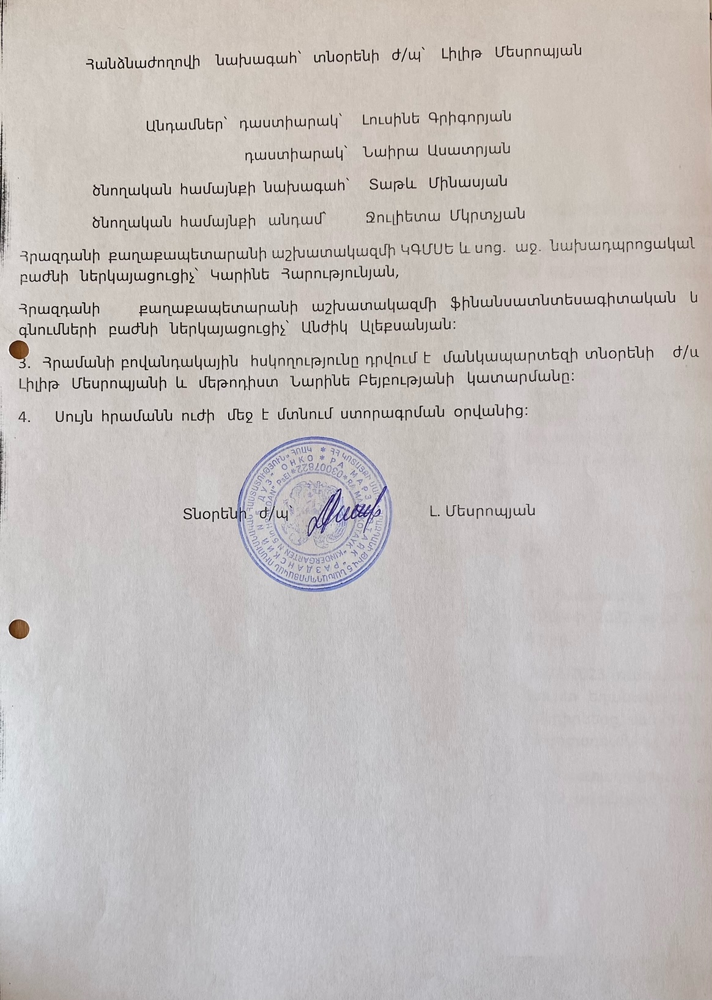 Հանձնաժողովի նախագահ՝ տնօրենի ժ/պ՝ Լիլիթ Մեսրոպյան
Անդամներ՝ դաստիարակ՝ Լուսինե Գրիգորյան
դաստիարակ՝ Նաիրա Ասատրյան
ծնողական համայնքի նախագահ՝ Տաթև Մինասյան
ծնողական համայնքի անդամ՝ Ջուլիետա Մկրտչյան
Հրազդանի քաղաքապետարանի աշխատակազմի ԿԳՄՍԵ և սոց. աջ. նախադպրոցական
բաժնի ներկայացուցիչ՝ Կարինե Հարությունյան,
Հրազդանի քաղաքապետարանի աշխատակազմի ֆինանսատնտեսագիտական և
գնումների բաժնի ներկայացուցիչ՝ Անժիկ Ալեքսանյան:
3. Հրամանի բովանդակային հսկողությունը դրվում է մանկապարտեզի տնօրենի
Լիլիթ Մեսրոպյանի և մեթոդիստ Նարինե Բեյբությանի կատարմանը:
4. Սույն հրամանն ուժի մեջ է մտնում ստորագրման օրվանից:
Տնօրենի ժ/պ՝ Լ. Մեսրոպյան
03007822